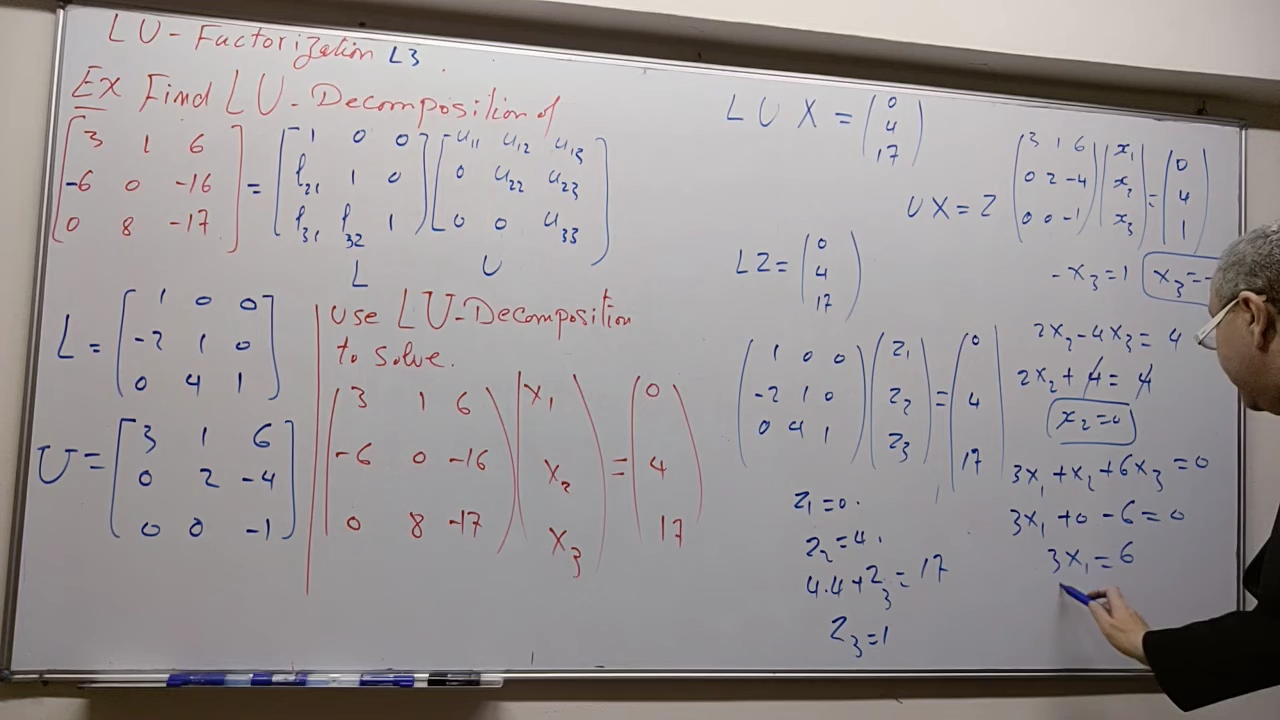 LU-Factorization L3
Ex Find LU-Decomposition of
[3 1 6; -6 0 -16; 0 8 -17] = [1 0 0; l21 1 0; l31 l32 1] [u11 u12 u13; 0 u22 u23; 0 0 u33]
L U
L = [1 0 0; -2 1 0; 0 4 1]
U = [3 1 6; 0 2 -4; 0 0 -1]
Use LU-Decomposition
to solve.
(3 1 6; -6 0 -16; 0 8 -17) (x1; x2; x3) = (0; 4; 17)
L U X = (0; 4; 17)
LZ = (0; 4; 17)
(1 0 0; -2 1 0; 0 4 1) (z1; z2; z3) = (0; 4; 17)
z1 = 0.
z2 = 4.
4.4 + z3 = 17
z3 = 1
UX = Z (3 1 6; 0 2 -4; 0 0 -1) (x1; x2; x3) = (0; 4; 1)
-x3 = 1 x3 = -
2x2 - 4x3 = 4
2x2 + 4 = 4
x2 = 0
3x1 + x2 + 6x3 = 0
3x1 + 0 - 6 = 0
3x1 = 6